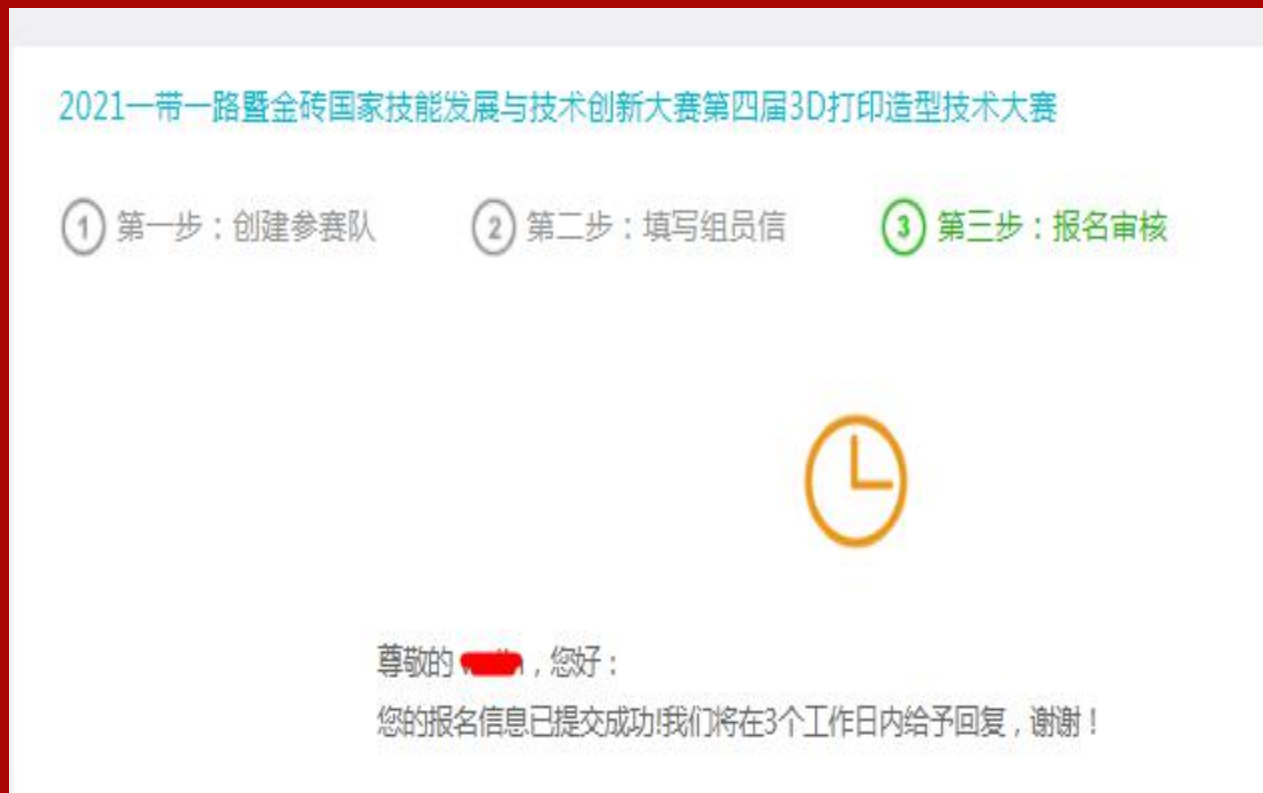 2021一带一路暨金砖国家技能发展与技术创新大赛第四届3D打印造型技术大赛
1 第一步：创建参赛队 2 第二步：填写组员信 3 第三步：报名审核
尊敬的 ，您好：
您的报名信息已提交成功!我们将在3个工作日内给予回复，谢谢！